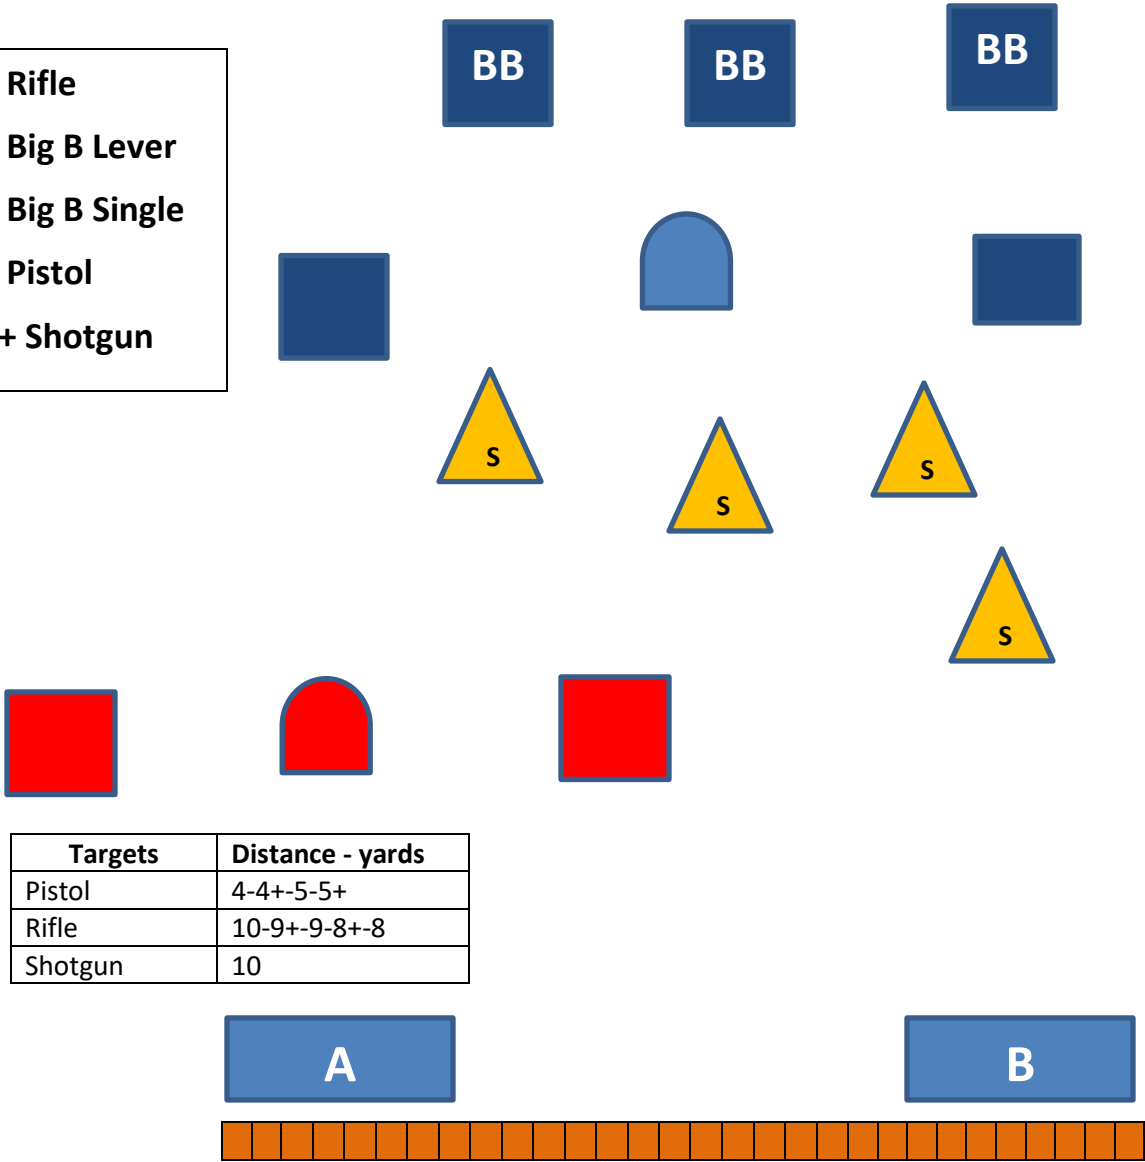 BB BB BB
Rifle
Big B Lever
Big B Single
Pistol
+ Shotgun
S
S
S
S
Targets Distance - yards
Pistol 4-4+-5-5+
Rifle 10-9+-9-8+-8
Shotgun 10
A B